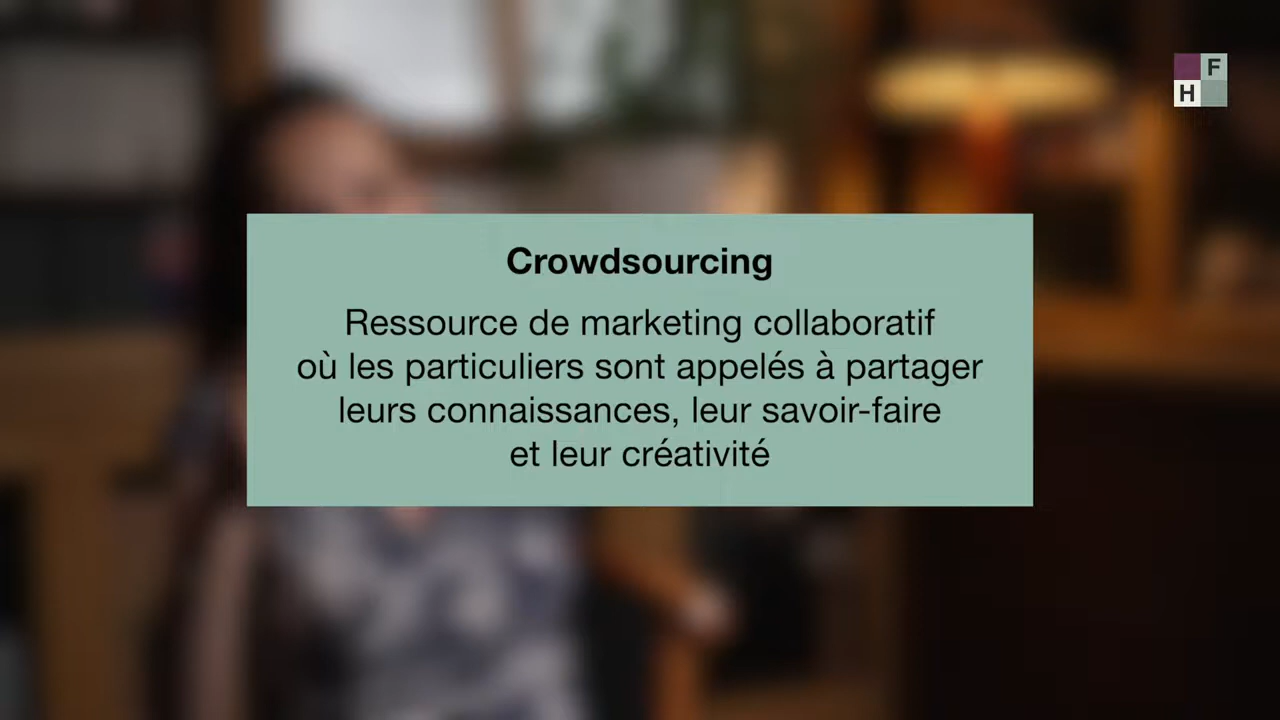 F
H
Crowdsourcing
Ressource de marketing collaboratif
où les particuliers sont appelés à partager
leurs connaissances, leur savoir-faire
et leur créativité